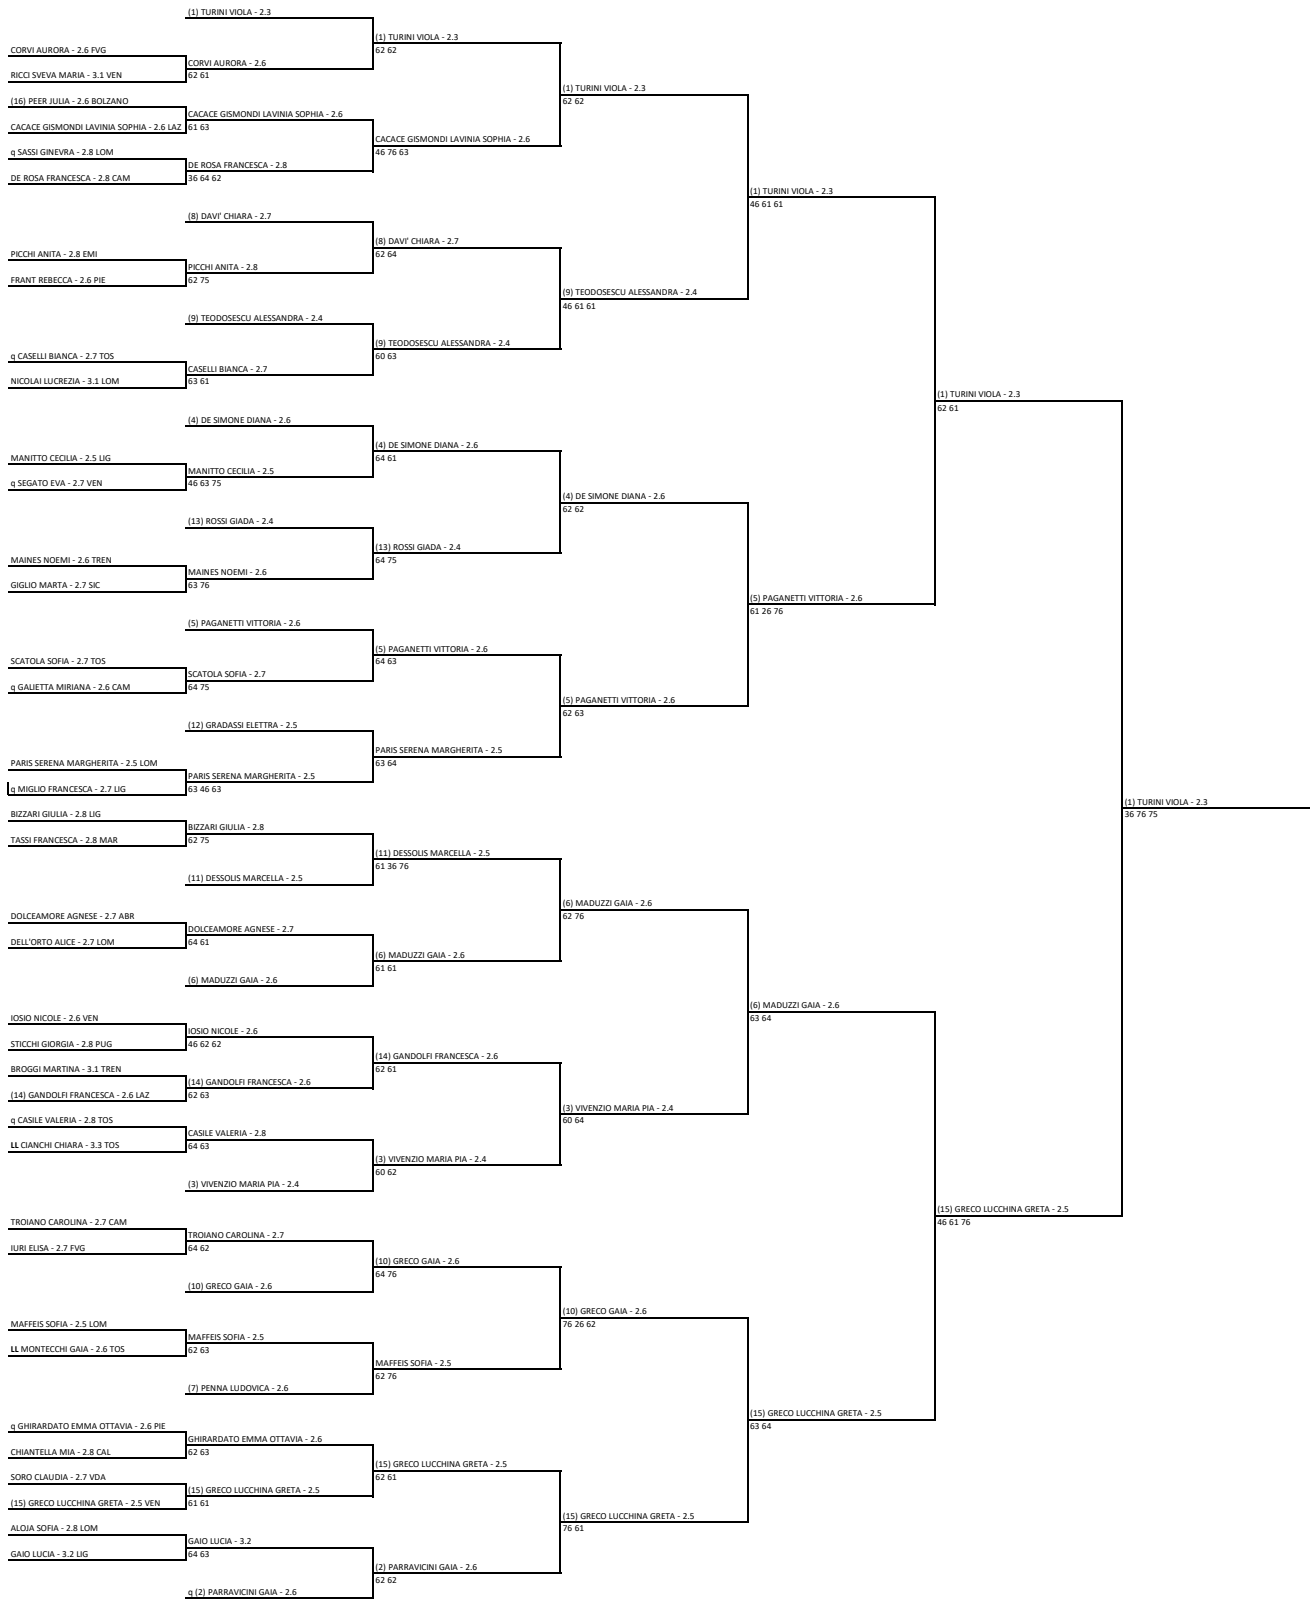 (1) TURINI VIOLA - 2.3
(1) TURINI VIOLA - 2.3
CORVI AURORA - 2.6 FVG
62 62
CORVI AURORA - 2.6
RICCI SVEVA MARIA - 3.1 VEN
62 61
(1) TURINI VIOLA - 2.3
(16) PEER JULIA - 2.6 BOLZANO
62 62
CACACE GISMONDI LAVINIA SOPHIA - 2.6
CACACE GISMONDI LAVINIA SOPHIA - 2.6 LAZ
61 63
CACACE GISMONDI LAVINIA SOPHIA - 2.6
q SASSI GINEVRA - 2.8 LOM
46 76 63
DE ROSA FRANCESCA - 2.8
DE ROSA FRANCESCA - 2.8 CAM
36 64 62
(1) TURINI VIOLA - 2.3
46 61 61
(8) DAVI' CHIARA - 2.7
(8) DAVI' CHIARA - 2.7
PICCHI ANITA - 2.8 EMI
62 64
PICCHI ANITA - 2.8
FRANT REBECCA - 2.6 PIE
62 75
(9) TEODOSESCU ALESSANDRA - 2.4
46 61 61
(9) TEODOSESCU ALESSANDRA - 2.4
(9) TEODOSESCU ALESSANDRA - 2.4
q CASELLI BIANCA - 2.7 TOS
60 63
CASELLI BIANCA - 2.7
NICOLAI LUCREZIA - 3.1 LOM
63 61
(1) TURINI VIOLA - 2.3
62 61
(4) DE SIMONE DIANA - 2.6
(4) DE SIMONE DIANA - 2.6
MANITTO CECILIA - 2.5 LIG
64 61
MANITTO CECILIA - 2.5
q SEGATO EVA - 2.7 VEN
46 63 75
(4) DE SIMONE DIANA - 2.6
62 62
(13) ROSSI GIADA - 2.4
(13) ROSSI GIADA - 2.4
MAINES NOEMI - 2.6 TREN
64 75
MAINES NOEMI - 2.6
GIGLIO MARTA - 2.7 SIC
63 76
(5) PAGANETTI VITTORIA - 2.6
61 26 76
(5) PAGANETTI VITTORIA - 2.6
(5) PAGANETTI VITTORIA - 2.6
SCATOLA SOFIA - 2.7 TOS
64 63
SCATOLA SOFIA - 2.7
q GALIETTA MIRIANA - 2.6 CAM
64 75
(5) PAGANETTI VITTORIA - 2.6
62 63
(12) GRADASSI ELETTRA - 2.5
PARIS SERENA MARGHERITA - 2.5
PARIS SERENA MARGHERITA - 2.5 LOM
63 64
PARIS SERENA MARGHERITA - 2.5
q MIGLIO FRANCESCA - 2.7 LIG
63 46 63
(1) TURINI VIOLA - 2.3
36 76 75
BIZZARI GIULIA - 2.8 LIG
BIZZARI GIULIA - 2.8
TASSI FRANCESCA - 2.8 MAR
62 75
(11) DESSOLIS MARCELLA - 2.5
61 36 76
(11) DESSOLIS MARCELLA - 2.5
(6) MADUZZI GAIA - 2.6
62 76
DOLCEAMORE AGNESE - 2.7 ABR
DOLCEAMORE AGNESE - 2.7
DELL'ORTO ALICE - 2.7 LOM
64 61
(6) MADUZZI GAIA - 2.6
61 61
(6) MADUZZI GAIA - 2.6
(6) MADUZZI GAIA - 2.6
63 64
IOSIO NICOLE - 2.6 VEN
IOSIO NICOLE - 2.6
STICCHI GIORGIA - 2.8 PUG
46 62 62
(14) GANDOLFI FRANCESCA - 2.6
BROGGI MARTINA - 3.1 TREN
62 61
(14) GANDOLFI FRANCESCA - 2.6
(14) GANDOLFI FRANCESCA - 2.6 LAZ
62 63
(3) VIVENZIO MARIA PIA - 2.4
60 64
q CASILE VALERIA - 2.8 TOS
CASILE VALERIA - 2.8
LL CIANCHI CHIARA - 3.3 TOS
64 63
(3) VIVENZIO MARIA PIA - 2.4
60 62
(3) VIVENZIO MARIA PIA - 2.4
(15) GRECO LUCCHINA GRETA - 2.5
46 61 76
TROIANO CAROLINA - 2.7 CAM
TROIANO CAROLINA - 2.7
IURI ELISA - 2.7 FVG
64 62
(10) GRECO GAIA - 2.6
64 76
(10) GRECO GAIA - 2.6
(10) GRECO GAIA - 2.6
76 26 62
MAFFEIS SOFIA - 2.5 LOM
MAFFEIS SOFIA - 2.5
LL MONTECCHI GAIA - 2.6 TOS
62 63
MAFFEIS SOFIA - 2.5
62 76
(7) PENNA LUDOVICA - 2.6
(15) GRECO LUCCHINA GRETA - 2.5
63 64
q GHIRARDATO EMMA OTTAVIA - 2.6 PIE
GHIRARDATO EMMA OTTAVIA - 2.6
CHIANTELLA MIA - 2.8 CAL
62 63
(15) GRECO LUCCHINA GRETA - 2.5
SORO CLAUDIA - 2.7 VDA
62 61
(15) GRECO LUCCHINA GRETA - 2.5
(15) GRECO LUCCHINA GRETA - 2.5 VEN
61 61
(15) GRECO LUCCHINA GRETA - 2.5
76 61
ALOJA SOFIA - 2.8 LOM
GAIO LUCIA - 3.2
GAIO LUCIA - 3.2 LIG
64 63
(2) PARRAVICINI GAIA - 2.6
62 62
q (2) PARRAVICINI GAIA - 2.6